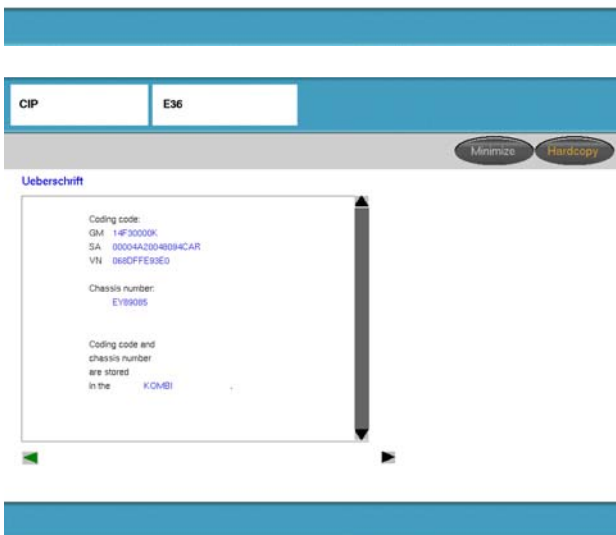 CIP E36
Minimize Hardcopy
Ueberschrift
Coding code:
GM 14F30000K
SA 00004A20048094CAR
VN 068DFFE93E0
Chassis number:
EY89085
Coding code and
chassis number
are stored
in the KOMBI .